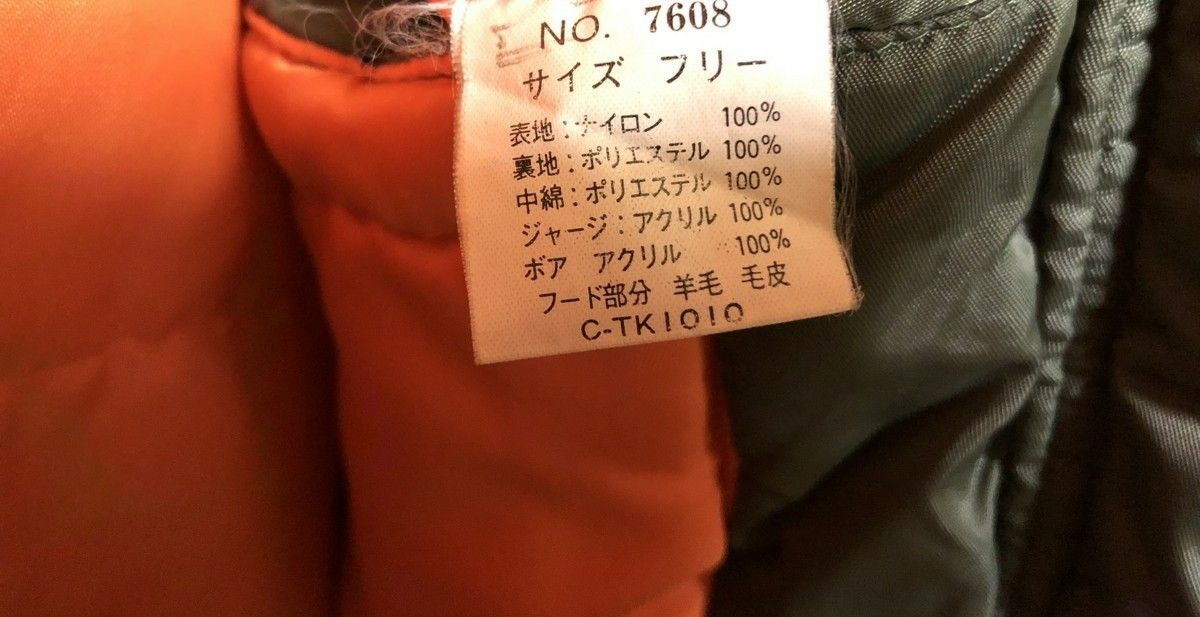 NO. 7608
サイズ フリー
表地:ナイロン 100%
裏地:ポリエステル 100%
中綿:ポリエステル 100%
ジャージ:アクリル 100%
ボア アクリル 100%
フード部分 羊毛 毛皮
C-TK1010